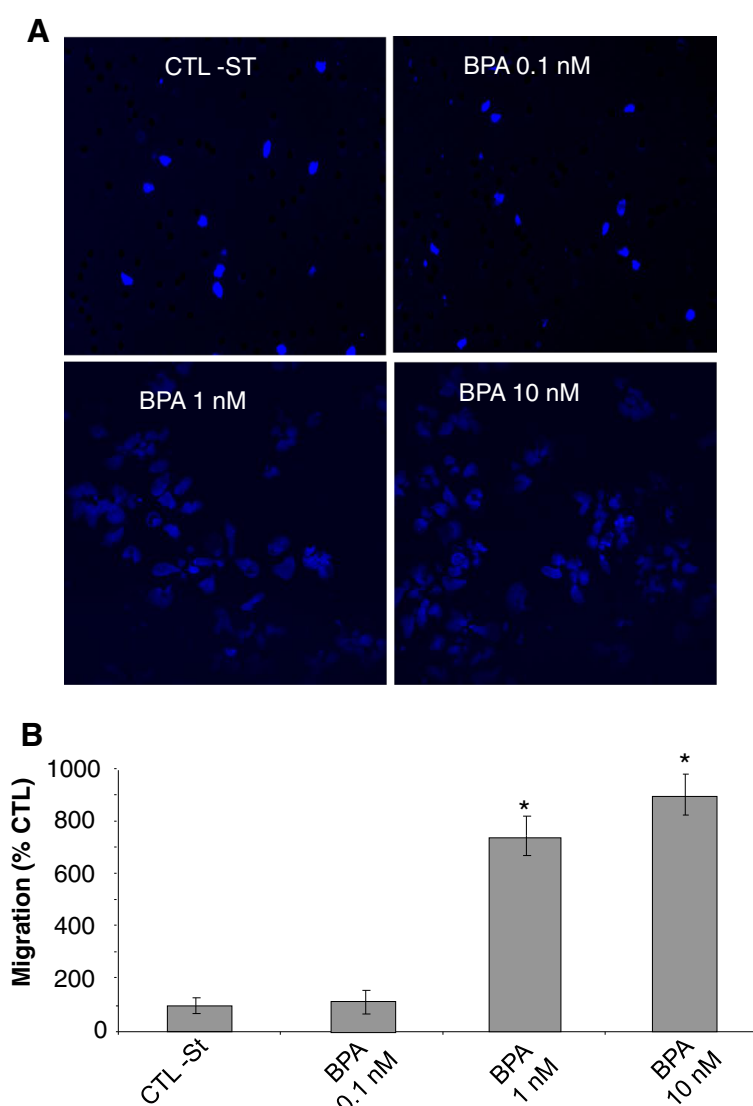 A
CTL -ST
BPA 0.1 nM
BPA 1 nM
BPA 10 nM
B
Migration (% CTL)
1000
800
600
400
200
0
*
*
CTL -St
BPA
0.1 nM
BPA
1 nM
BPA
10 nM